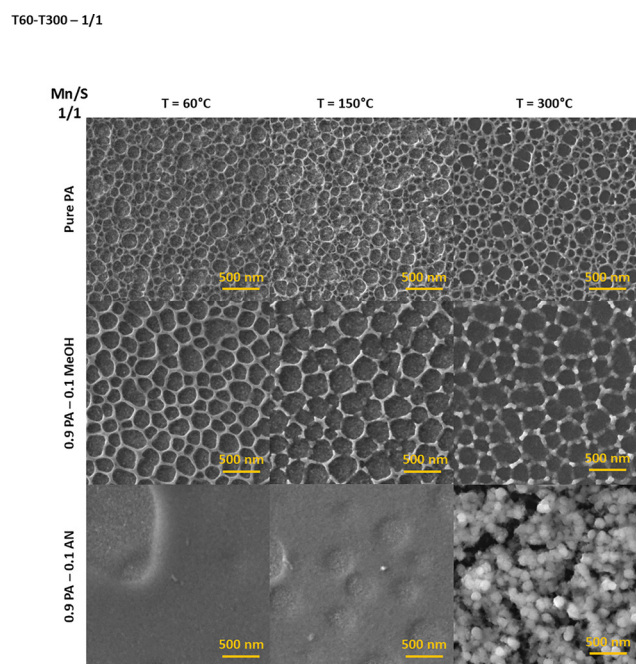 T60-T300 – 1/1
Mn/S
1/1
T = 60°C
T = 150°C
T = 300°C
Pure PA
500 nm
500 nm
500 nm
0.9 PA – 0.1 MeOH
500 nm
500 nm
500 nm
0.9 PA – 0.1 AN
500 nm
500 nm
500 nm